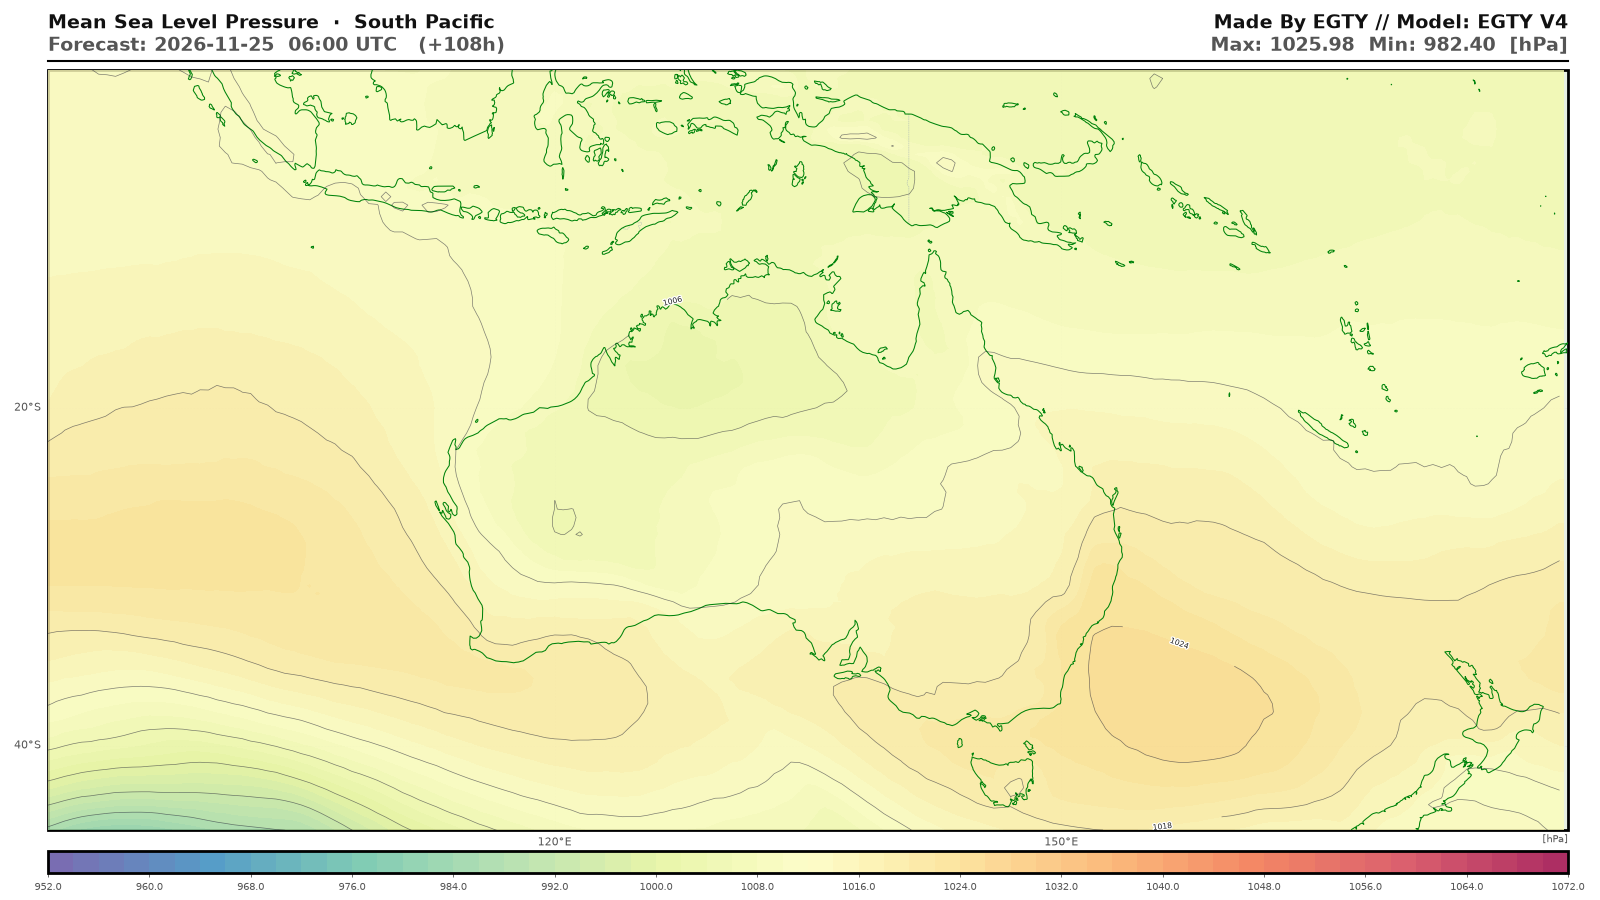 Mean Sea Level Pressure · South Pacific
Made By EGTY // Model: EGTY V4
Forecast: 2026-11-25 06:00 UTC (+108h)
Max: 1025.98 Min: 982.40 [hPa]
1006
20°S
1024
40°S
1018
120°E
150°E
[hPa]
952.0 960.0 968.0 976.0 984.0 992.0 1000.0 1008.0 1016.0 1024.0 1032.0 1040.0 1048.0 1056.0 1064.0 1072.0